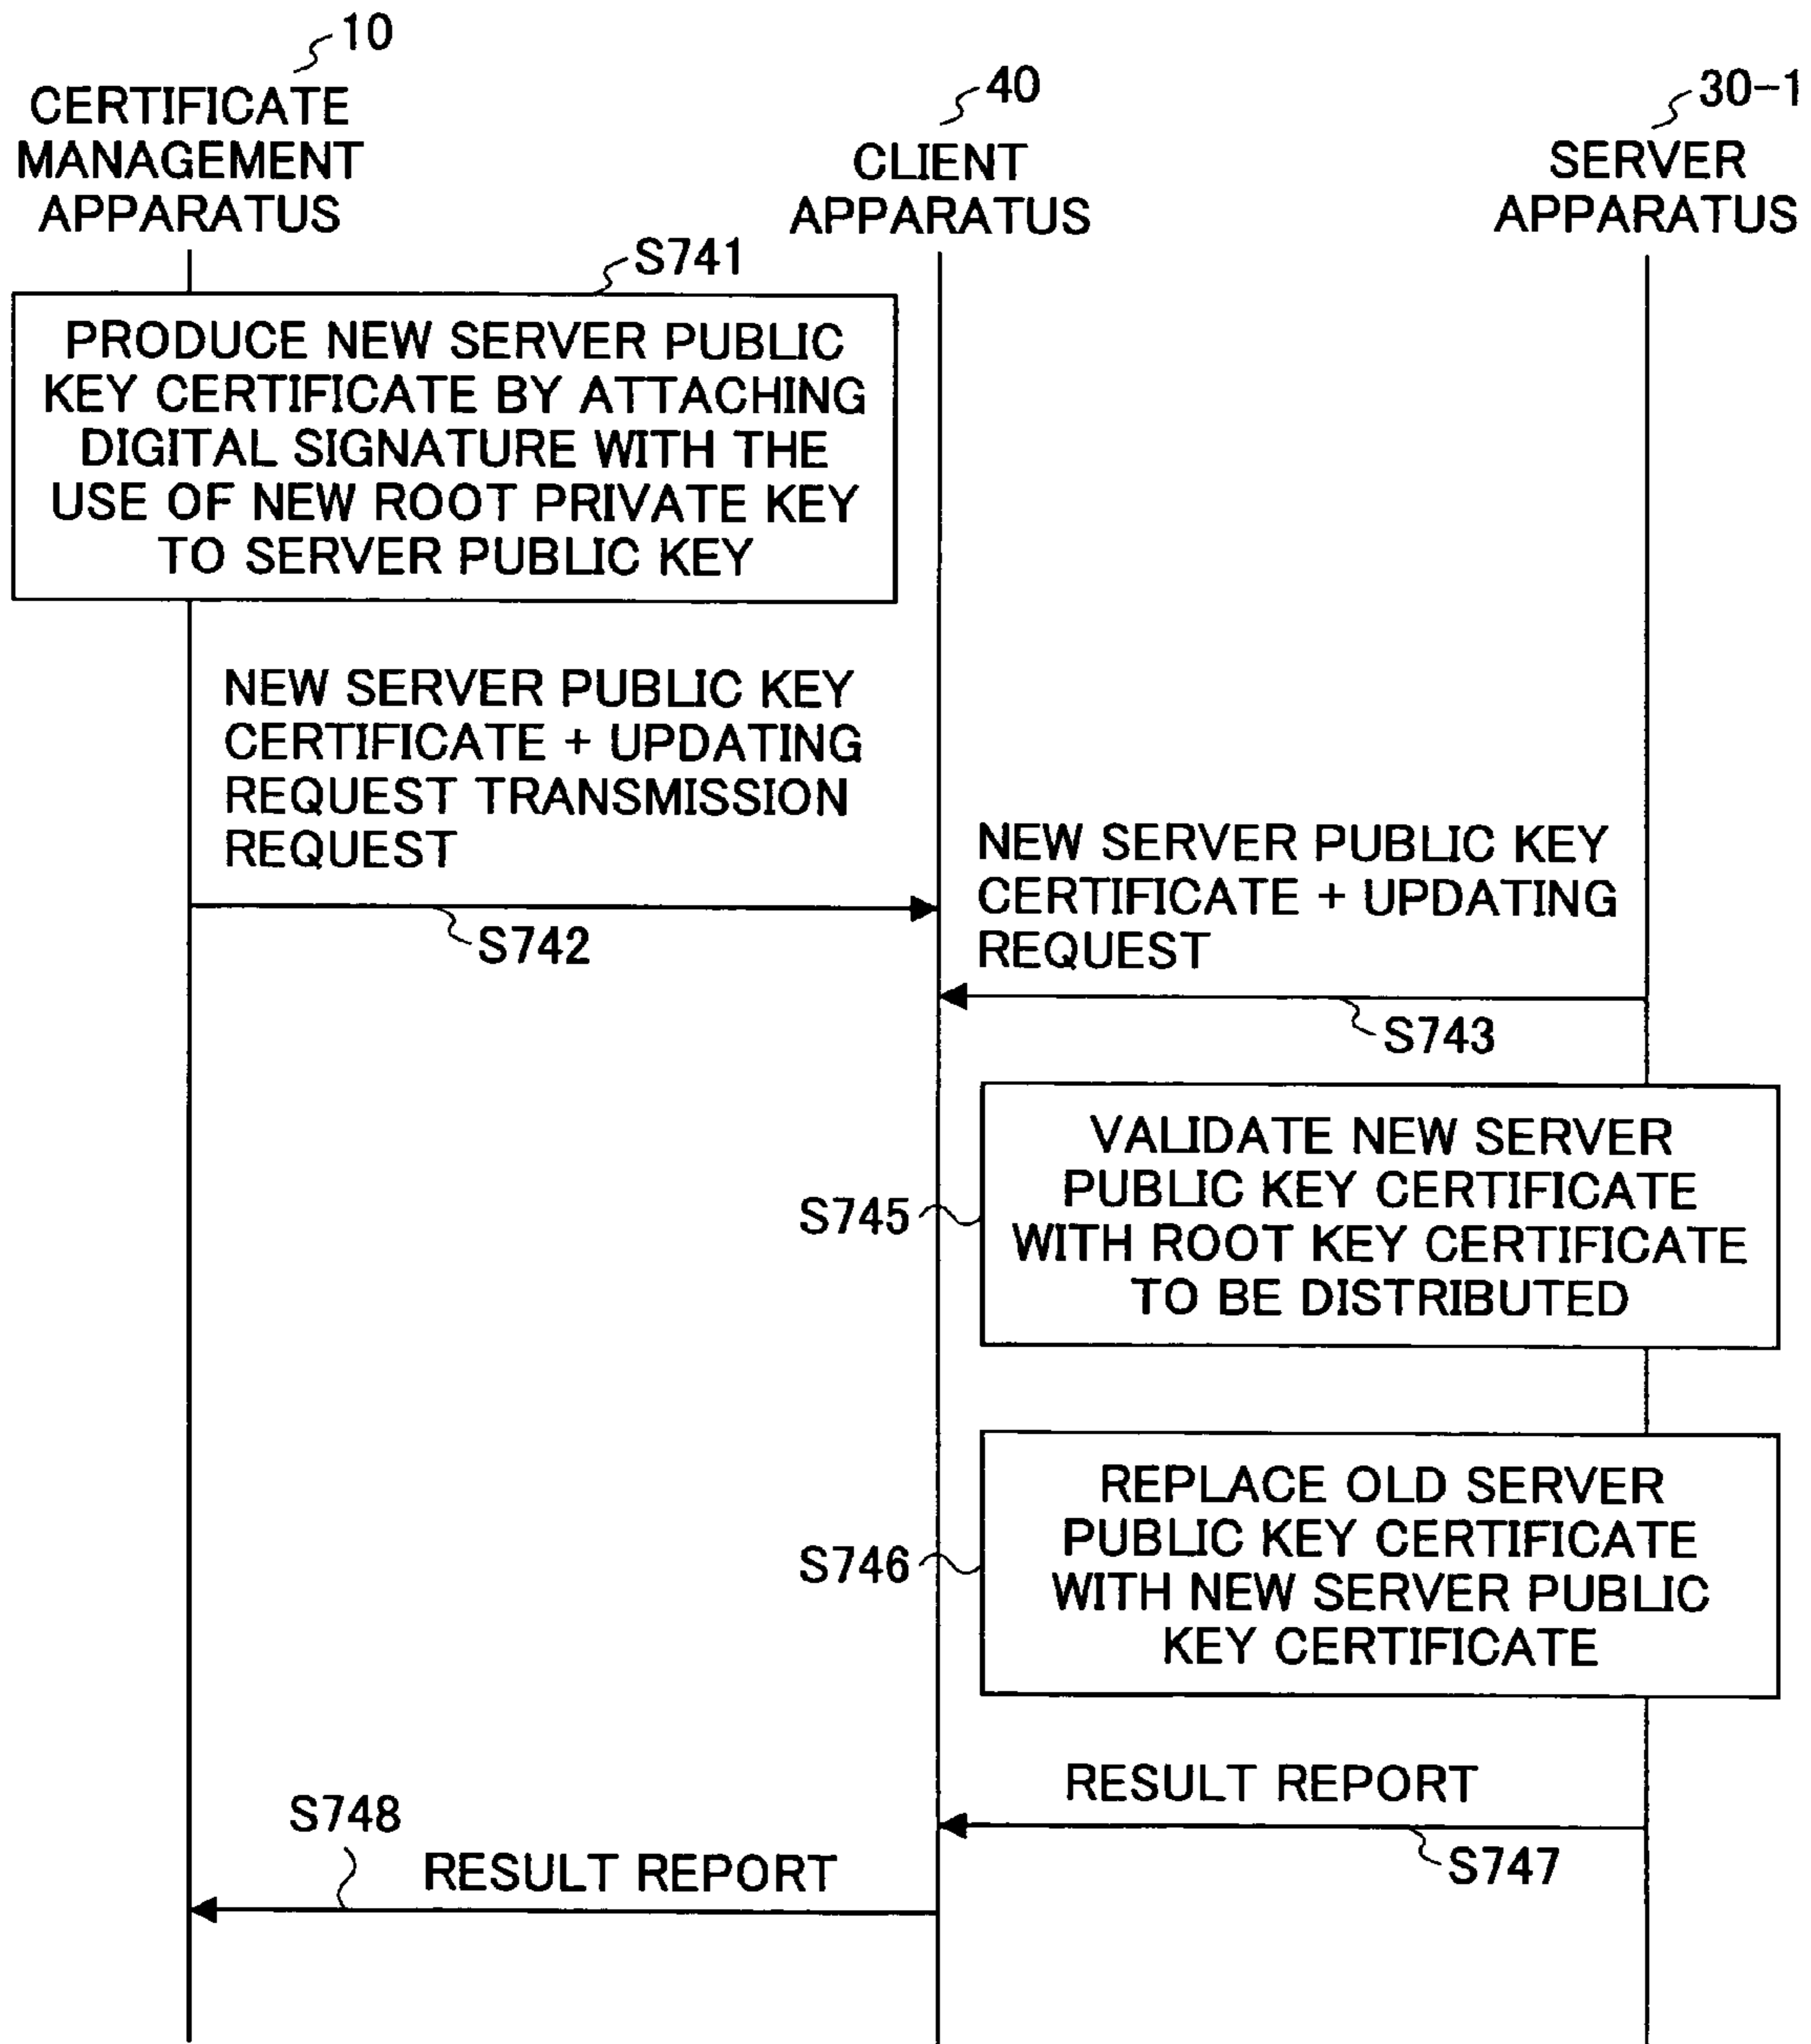 10
CERTIFICATE
MANAGEMENT
APPARATUS
40
CLIENT
APPARATUS
30-1
SERVER
APPARATUS
S741
PRODUCE NEW SERVER PUBLIC
KEY CERTIFICATE BY ATTACHING
DIGITAL SIGNATURE WITH THE
USE OF NEW ROOT PRIVATE KEY
TO SERVER PUBLIC KEY
NEW SERVER PUBLIC KEY
CERTIFICATE + UPDATING
REQUEST TRANSMISSION
REQUEST
S742
NEW SERVER PUBLIC KEY
CERTIFICATE + UPDATING
REQUEST
S743
S745
VALIDATE NEW SERVER
PUBLIC KEY CERTIFICATE
WITH ROOT KEY CERTIFICATE
TO BE DISTRIBUTED
S746
REPLACE OLD SERVER
PUBLIC KEY CERTIFICATE
WITH NEW SERVER PUBLIC
KEY CERTIFICATE
RESULT REPORT
S747
S748
RESULT REPORT